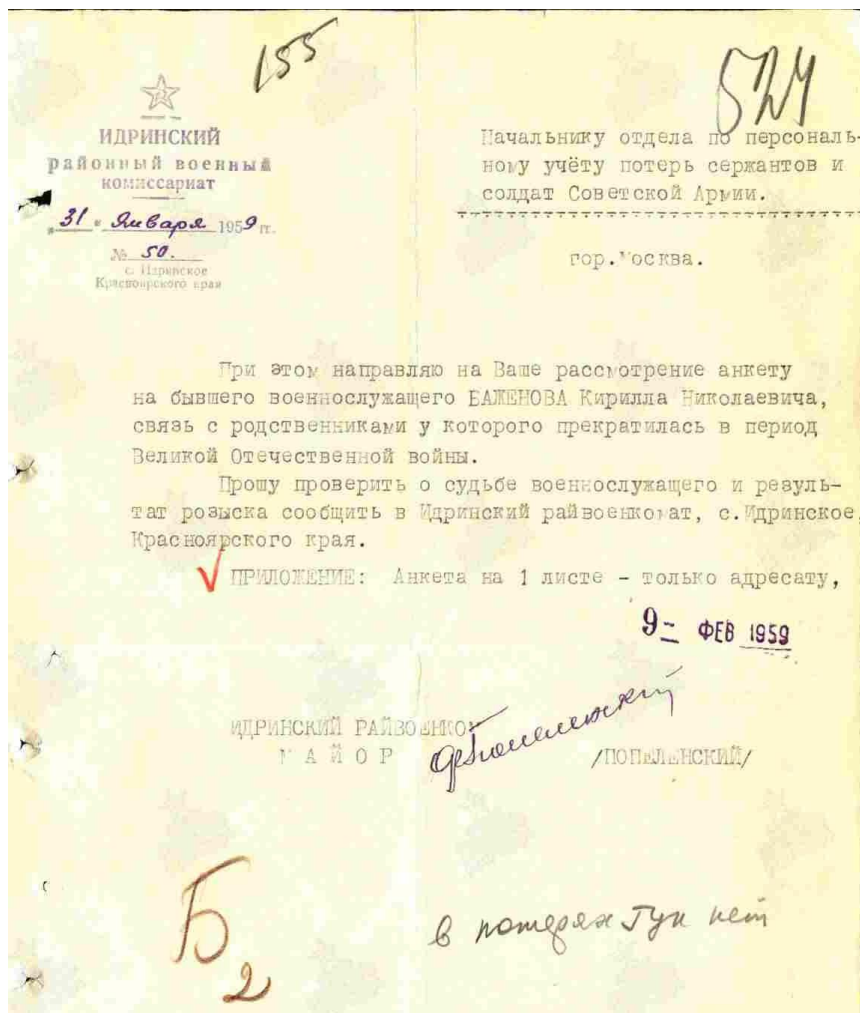 155
524
ИДРИНСКИЙ
районный военный
комиссариат
„31" Января 1959 г.
№ 50.
с. Идринское
Красноярского края
Начальнику отдела по персональ-
ному учёту потерь сержантов и
солдат Советской Армии.
гор.Москва.
При этом направляю на Ваше рассмотрение анкету
на бывшего военнослужащего БАЖЕНОВА Кирилла Николаевича,
связь с родственниками у которого прекратилась в период
Великой Отечественной войны.
Прошу проверить о судьбе военнослужащего и резуль-
тат розыска сообщить в Идринский райвоенкомат, с.Идринское,
Красноярского края.
ПРИЛОЖЕНИЕ: Анкета на 1 листе - только адресату,
9- ФЕВ 1959
ИДРИНСКИЙ РАЙВОЕНКОМ
МАЙОР
/ПОПЕЛЕНСКИЙ/
Б
2
в потерях Гук нет